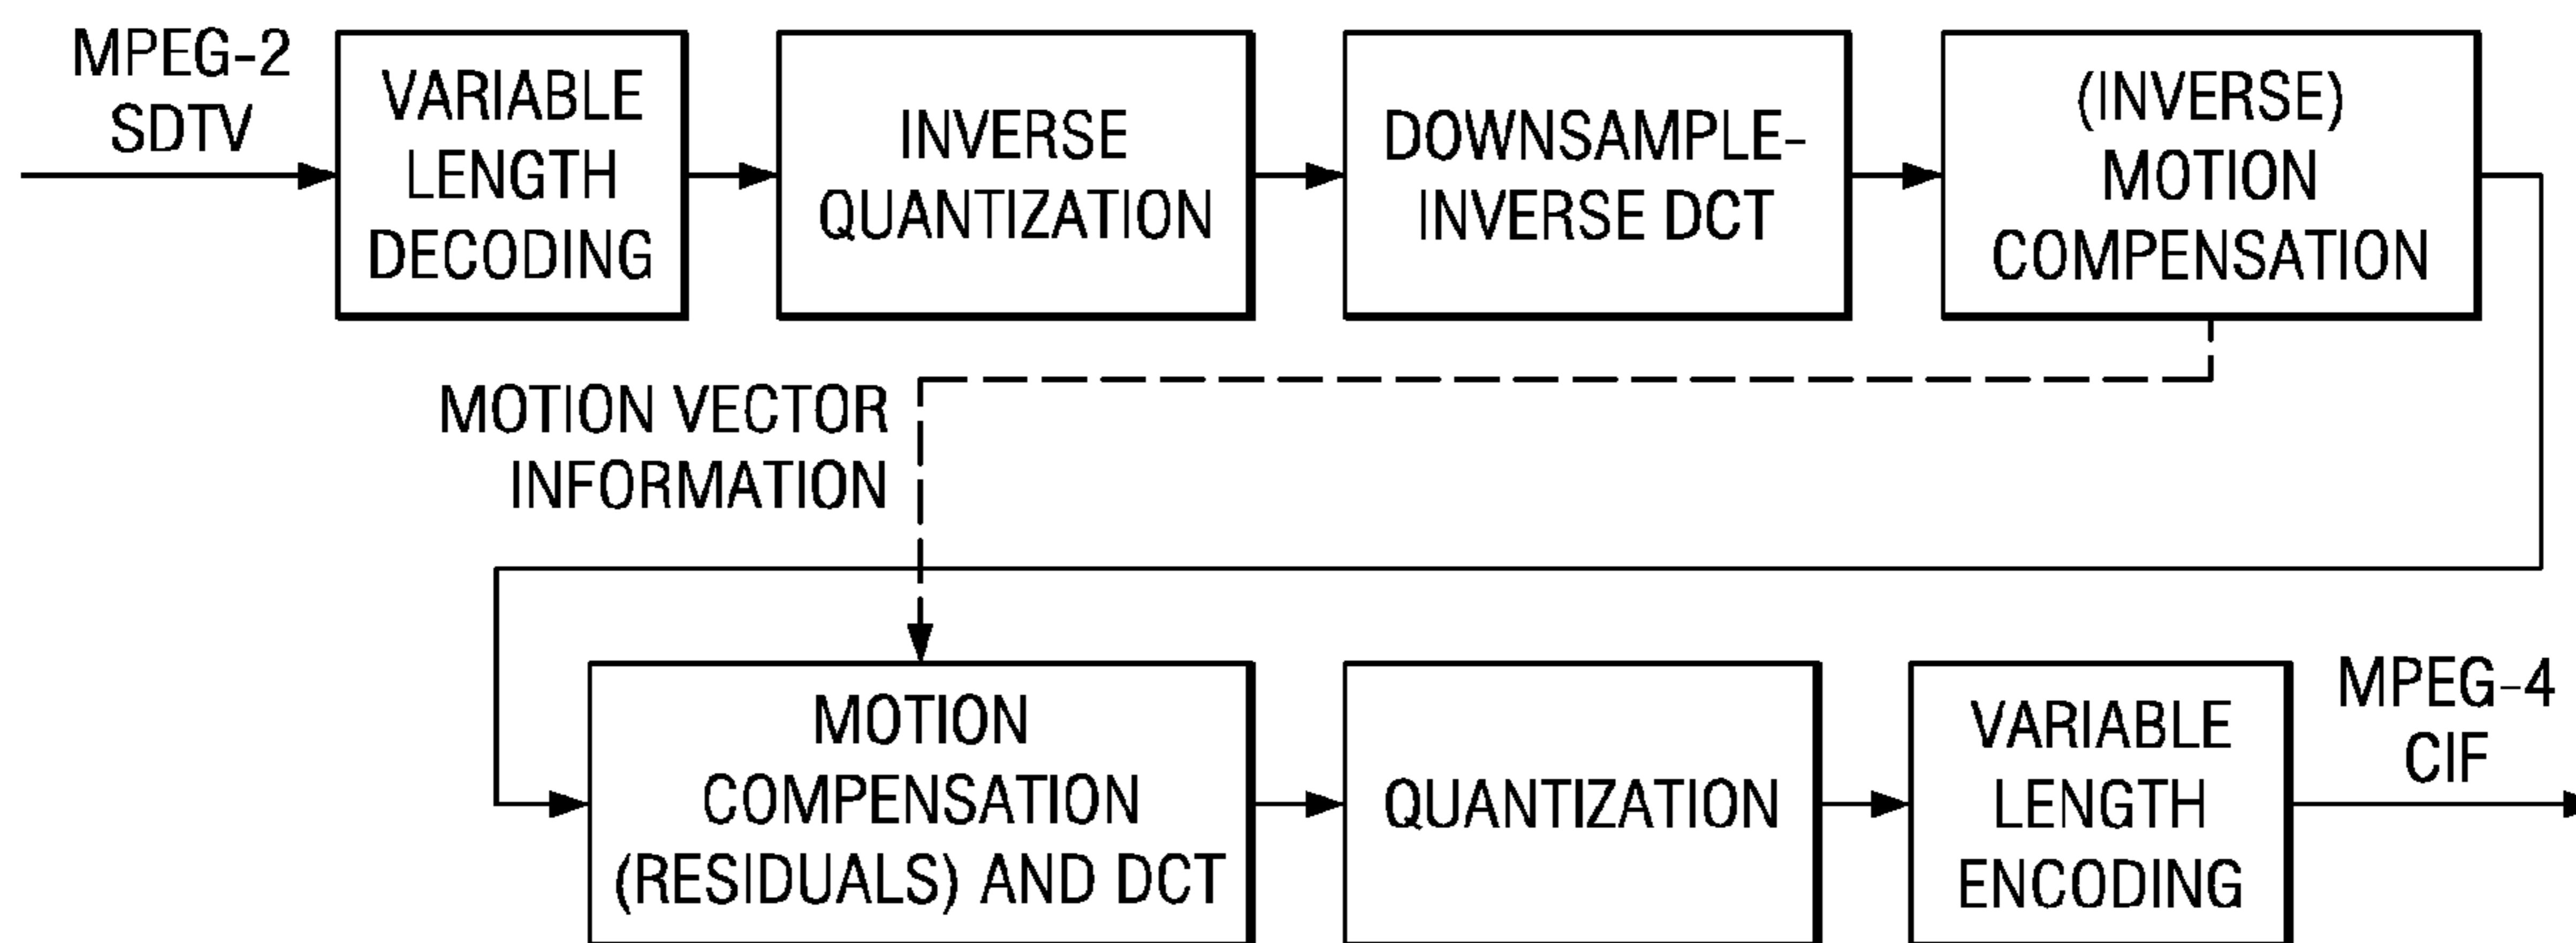 MPEG-2
SDTV
VARIABLE
LENGTH
DECODING
INVERSE
QUANTIZATION
DOWNSAMPLE-
INVERSE DCT
(INVERSE)
MOTION
COMPENSATION
MOTION VECTOR
INFORMATION
MOTION
COMPENSATION
(RESIDUALS) AND DCT
QUANTIZATION
VARIABLE
LENGTH
ENCODING
MPEG-4
CIF